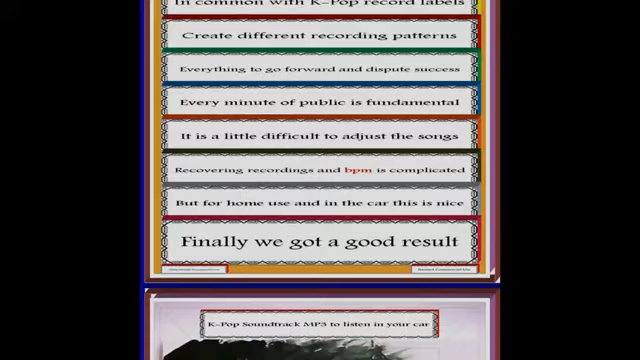 In common with K-Pop record labels
Create different recording patterns
Everything to go forward and dispute success
Every minute of public is fundamental
It is a little difficult to adjust the songs
Recovering recordings and bpm is complicated
But for home use and in the car this is nice
Finally we got a good result
K-Pop Soundtrack MP3 to listen in your car